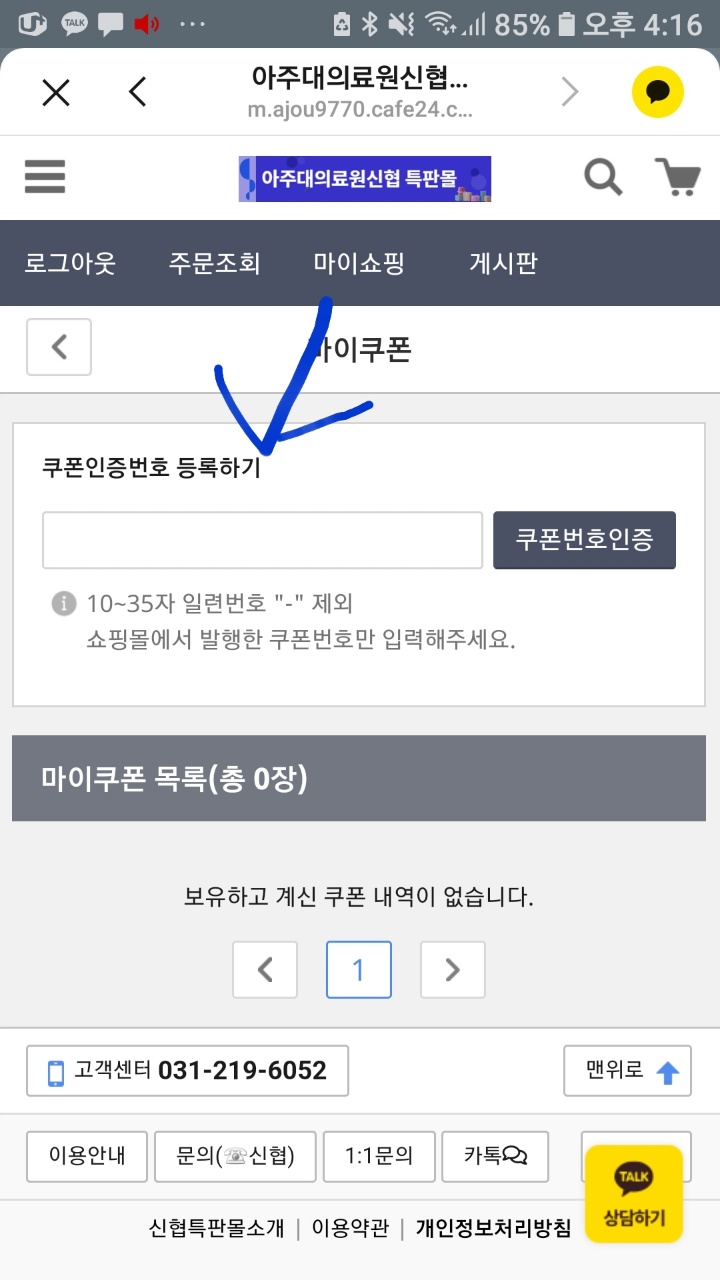 TALK 85% 오후 4:16
아주대의료원신협...
m.ajou9770.cafe24.c...
아주대의료원신협 특판몰
로그아웃 주문조회 마이쇼핑 게시판
마이쿠폰
쿠폰인증번호 등록하기
쿠폰번호인증
10~35자 일련번호 "-" 제외
쇼핑몰에서 발행한 쿠폰번호만 입력해주세요.
마이쿠폰 목록(총 0장)
보유하고 계신 쿠폰 내역이 없습니다.
1
고객센터 031-219-6052 맨위로
이용안내 문의(☏신협) 1:1문의 카톡
TALK
상담하기
신협특판몰소개 | 이용약관 | 개인정보처리방침